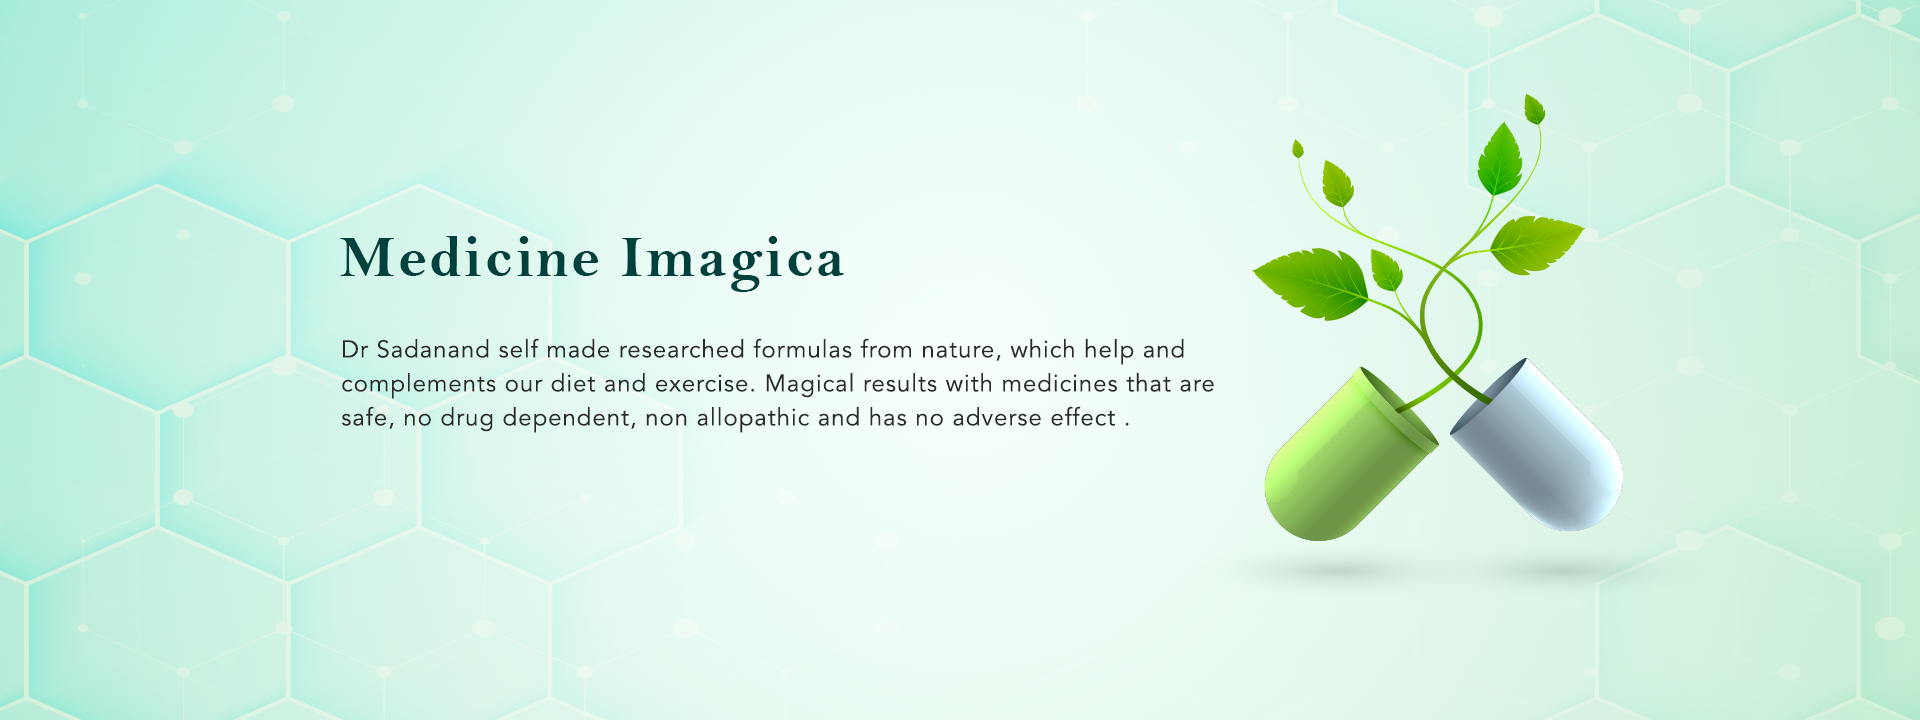 Medicine Imagica
Dr Sadanand self made researched formulas from nature, which help and
complements our diet and exercise. Magical results with medicines that are
safe, no drug dependent, non allopathic and has no adverse effect .